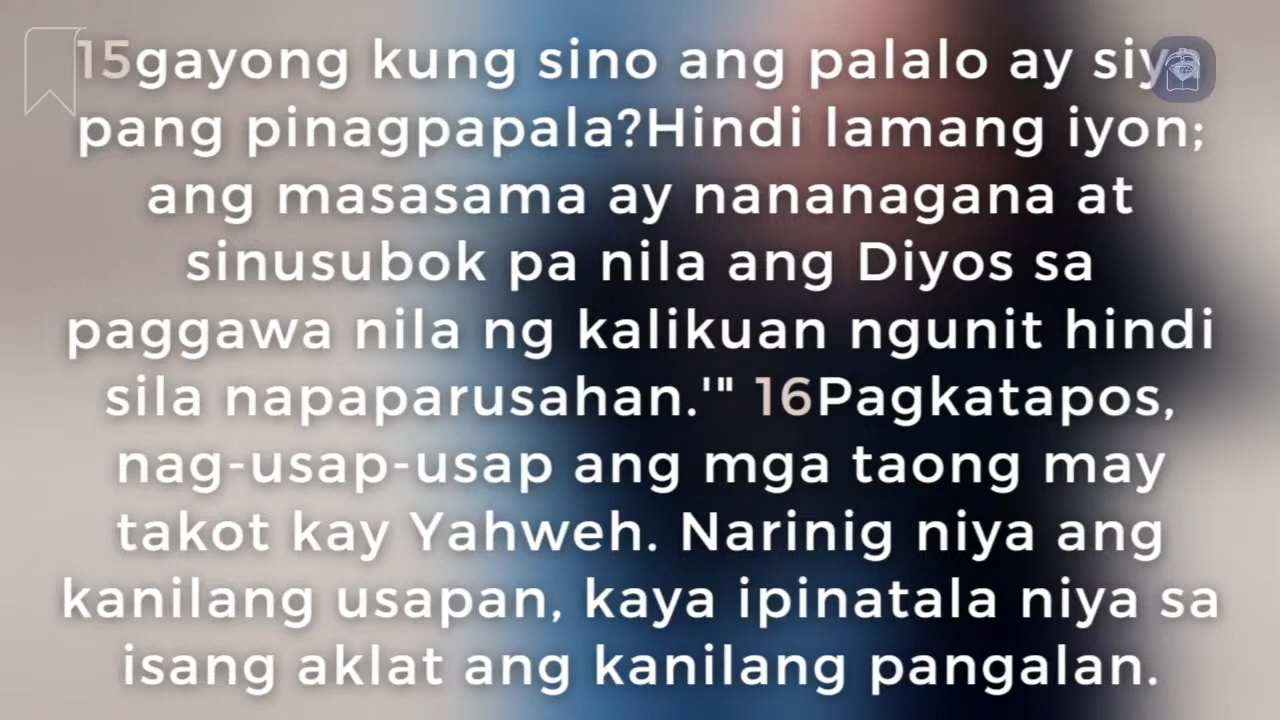 15gayong kung sino ang palalo ay siya
pang pinagpapala?Hindi lamang iyon;
ang masasama ay nananagana at
sinusubok pa nila ang Diyos sa
paggawa nila ng kalikuan ngunit hindi
sila napaparusahan.'" 16Pagkatapos,
nag-usap-usap ang mga taong may
takot kay Yahweh. Narinig niya ang
kanilang usapan, kaya ipinatala niya sa
isang aklat ang kanilang pangalan.